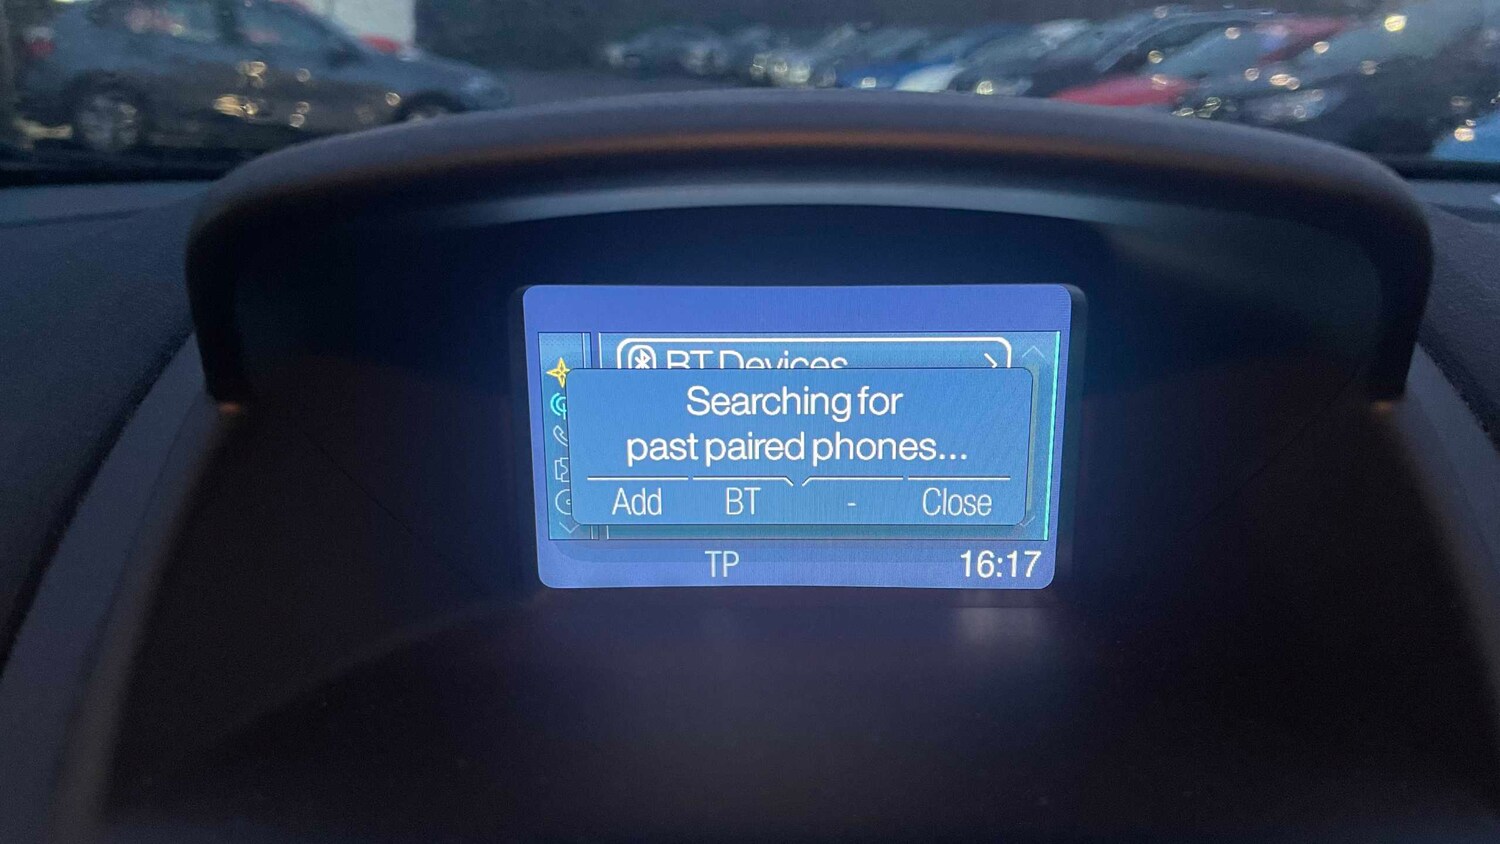 BT Devices
Searching for
past paired phones...
Add BT - Close
TP 16:17